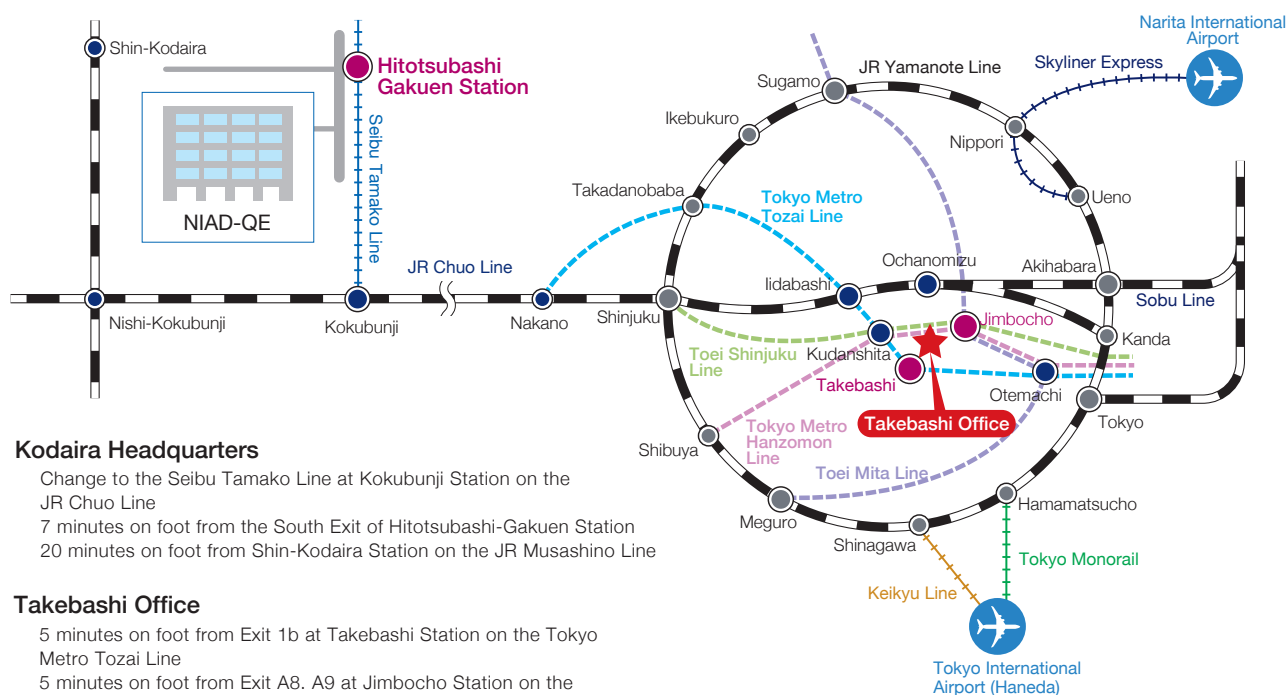 Shin-Kodaira
Hitotsubashi
Gakuen Station
Seibu Tamako Line
NIAD-QE
JR Chuo Line
Nishi-Kokubunji
Kokubunji
Nakano
Shinjuku
Takadanobaba
Ikebukuro
Sugamo
JR Yamanote Line
Skyliner Express
Narita International
Airport
Nippori
Ueno
Tokyo Metro
Tozai Line
Iidabashi
Ochanomizu
Akihabara
Sobu Line
Jimbocho
Kanda
Toei Shinjuku
Line
Kudanshita
Takebashi
Otemachi
Takebashi Office
Tokyo
Tokyo Metro
Hanzomon
Line
Shibuya
Toei Mita Line
Meguro
Shinagawa
Hamamatsucho
Keikyu Line
Tokyo Monorail
Tokyo International
Airport (Haneda)
Kodaira Headquarters
Change to the Seibu Tamako Line at Kokubunji Station on the
JR Chuo Line
7 minutes on foot from the South Exit of Hitotsubashi-Gakuen Station
20 minutes on foot from Shin-Kodaira Station on the JR Musashino Line
Takebashi Office
5 minutes on foot from Exit 1b at Takebashi Station on the Tokyo
Metro Tozai Line
5 minutes on foot from Exit A8. A9 at Jimbocho Station on the